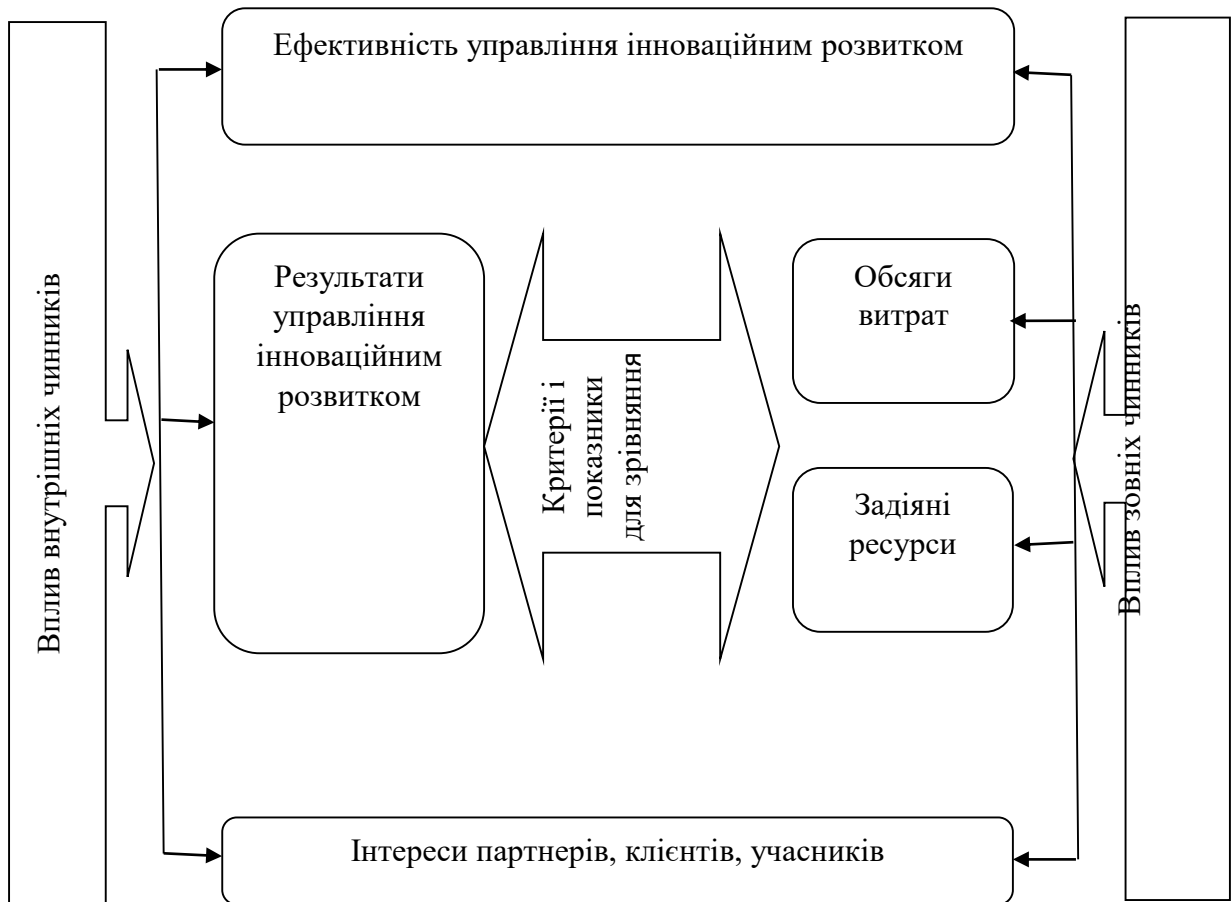 Ефективність управління інноваційним розвитком
Вплив внутрішніх чинників
Результати
управління
інноваційним
розвитком
Критерії і
показники
для зрівняння
Обсяги
витрат
Задіяні
ресурси
Вплив зовніх чинників
Інтереси партнерів, клієнтів, учасників